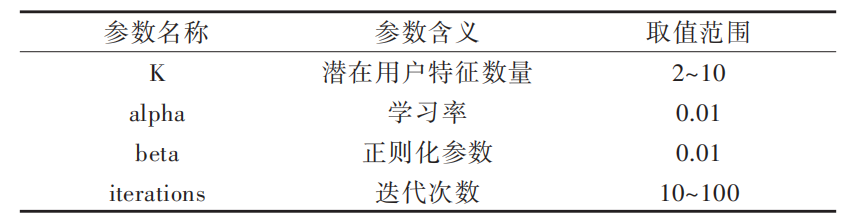 参数名称 参数含义 取值范围
K 潜在用户特征数量 2~10
alpha 学习率 0.01
beta 正则化参数 0.01
iterations 迭代次数 10~100